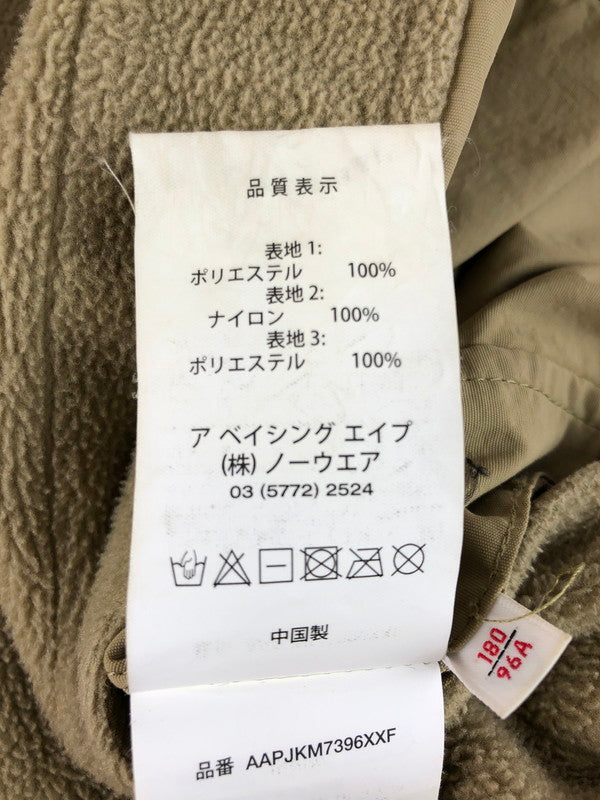 品質表示
表地 1:
ポリエステル 100%
表地 2:
ナイロン 100%
表地 3:
ポリエステル 100%
ア ベイシング エイプ
(株) ノーウエア
03 (5772) 2524
中国製
180
96A
品番 AAPJKM7396XXF